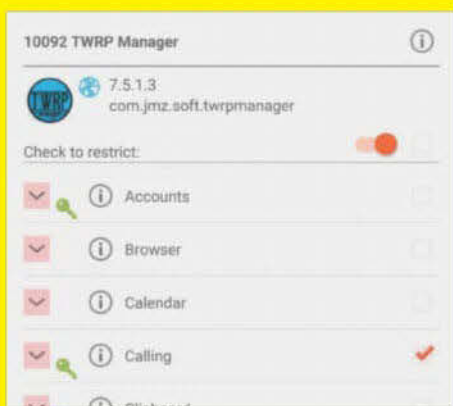 10092 TWRP Manager
TWRP
7.5.1.3
com.jmz.soft.twrpmanager
Check to restrict:
Accounts
Browser
Calendar
Calling